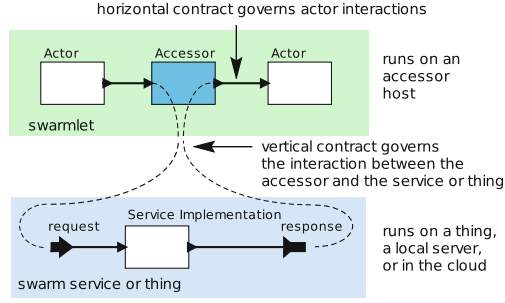 horizontal contract governs actor interactions
Actor
Accessor
Actor
runs on an
accessor
host
swarmlet
vertical contract governs
the interaction between the
accessor and the service or thing
Service Implementation
request
response
runs on a thing,
a local server,
or in the cloud
swarm service or thing